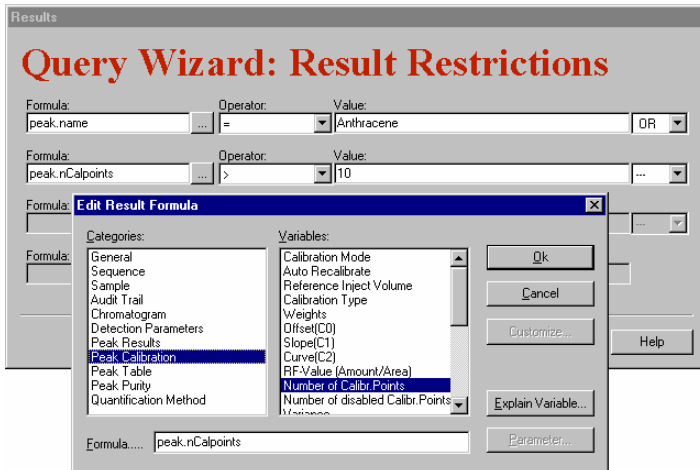 Results
Query Wizard: Result Restrictions
Formula: Operator: Value:
peak.name ... = Anthracene OR
Formula: Operator: Value:
peak.nCalpoints ... > 10 ---
Formula:
---
Formula:
Help
Edit Result Formula
Categories:
General
Sequence
Sample
Audit Trail
Chromatogram
Detection Parameters
Peak Results
Peak Calibration
Peak Table
Peak Purity
Quantification Method
Variables:
Calibration Mode
Auto Recalibrate
Reference Inject Volume
Calibration Type
Weights
Offset(C0)
Slope(C1)
Curve(C2)
RF-Value (Amount/Area)
Number of Calibr.Points
Number of disabled Calibr.Points
Variance
Ok
Cancel
Customize...
Explain Variable...
Parameter...
Formula..... peak.nCalpoints